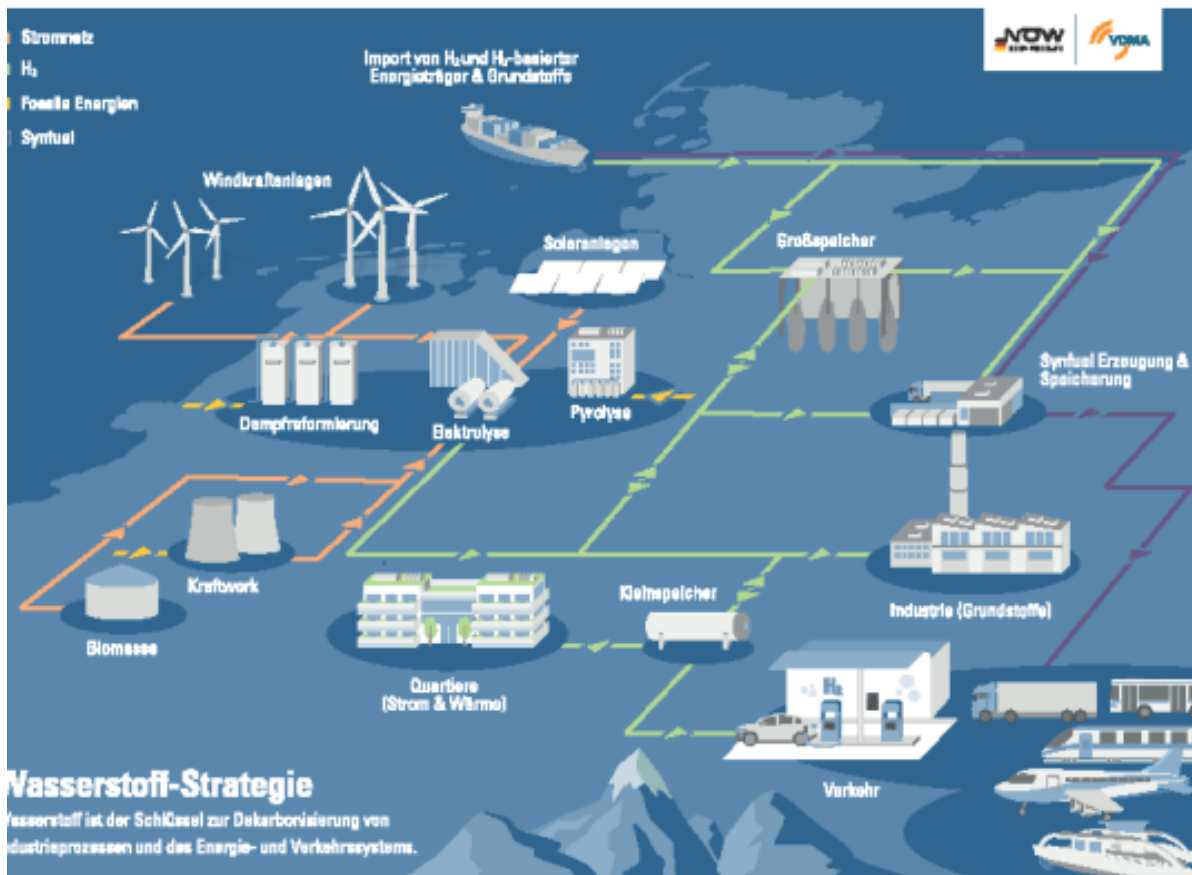 Stromnetz
H₂
Fossile Energien
Synfuel
Import von H₂ und H₂-basierter
Energieträger & Grundstoffe
NOW
VDMA
Windkraftanlagen
Solaranlagen
Großspeicher
Dampfreformierung
Elektrolyse
Pyrolyse
Synfuel Erzeugung &
Speicherung
Kraftwerk
Biomasse
Quartiere
(Strom & Wärme)
Kleinspeicher
Industrie (Grundstoffe)
H₂
Verkehr
Wasserstoff-Strategie
Wasserstoff ist der Schlüssel zur Dekarbonisierung von
Industrieprozessen und des Energie- und Verkehrssystems.